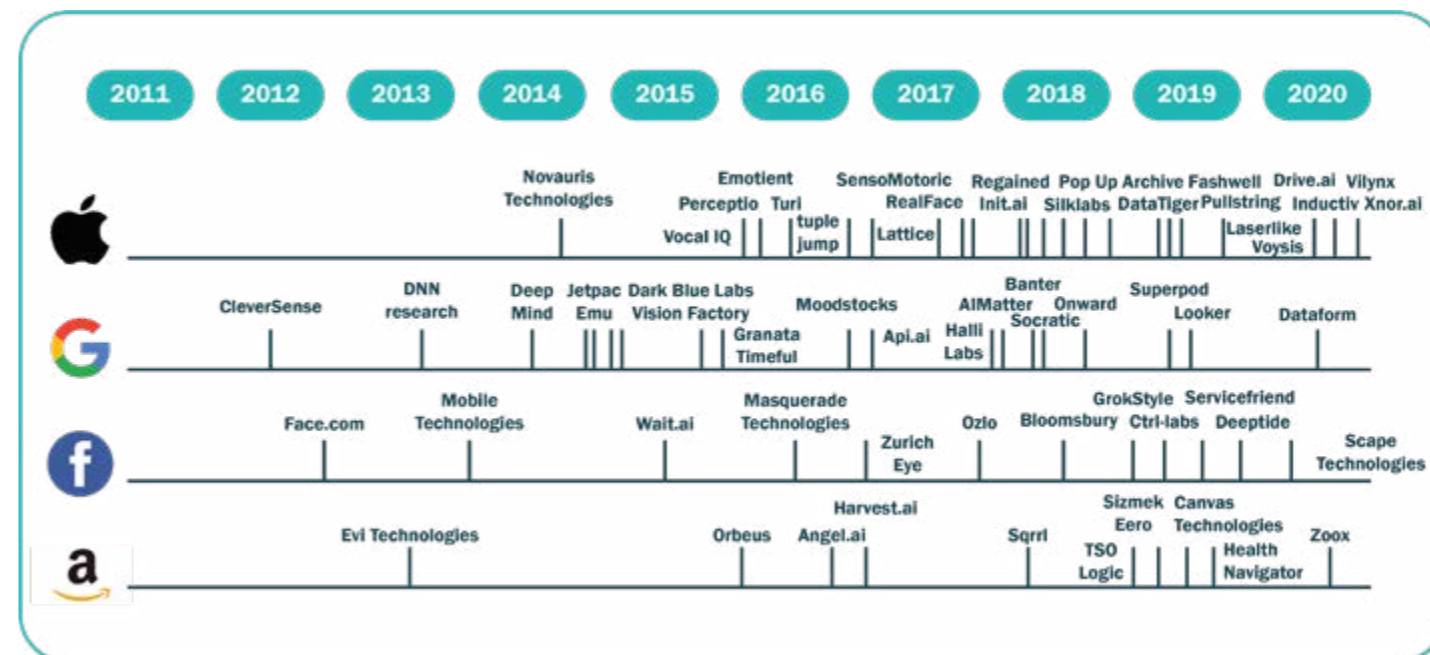 2011 2012 2013 2014 2015 2016 2017 2018 2019 2020
Novauris
Technologies
Emotient
Perceptio Turi
Vocal IQ
tuple
jump
SensoMotoric
RealFace
Lattice
Regained Pop Up Archive Fashwell Drive.ai Vilynx
Init.ai Silklabs DataTiger Pullstring Inductiv Xnor.ai
Laserlike
Voysis
CleverSense
DNN
research
Deep
Mind
Jetpac
Emu
Dark Blue Labs
Vision Factory
Granata
Timeful
Moodstocks
Api.ai
Halli
Labs
Banter
AIMatter Onward
Socratic
Superpod
Looker
Dataform
Face.com
Mobile
Technologies
Wait.ai
Masquerade
Technologies
Zurich
Eye
Ozlo
Bloomsbury
GrokStyle Servicefriend
Ctrl-labs Deeptide
Scape
Technologies
Evi Technologies
Orbeus
Angel.ai
Harvest.ai
Sqrrl
TSO
Logic
Sizmek
Eero
Canvas
Technologies
Health
Navigator
Zoox